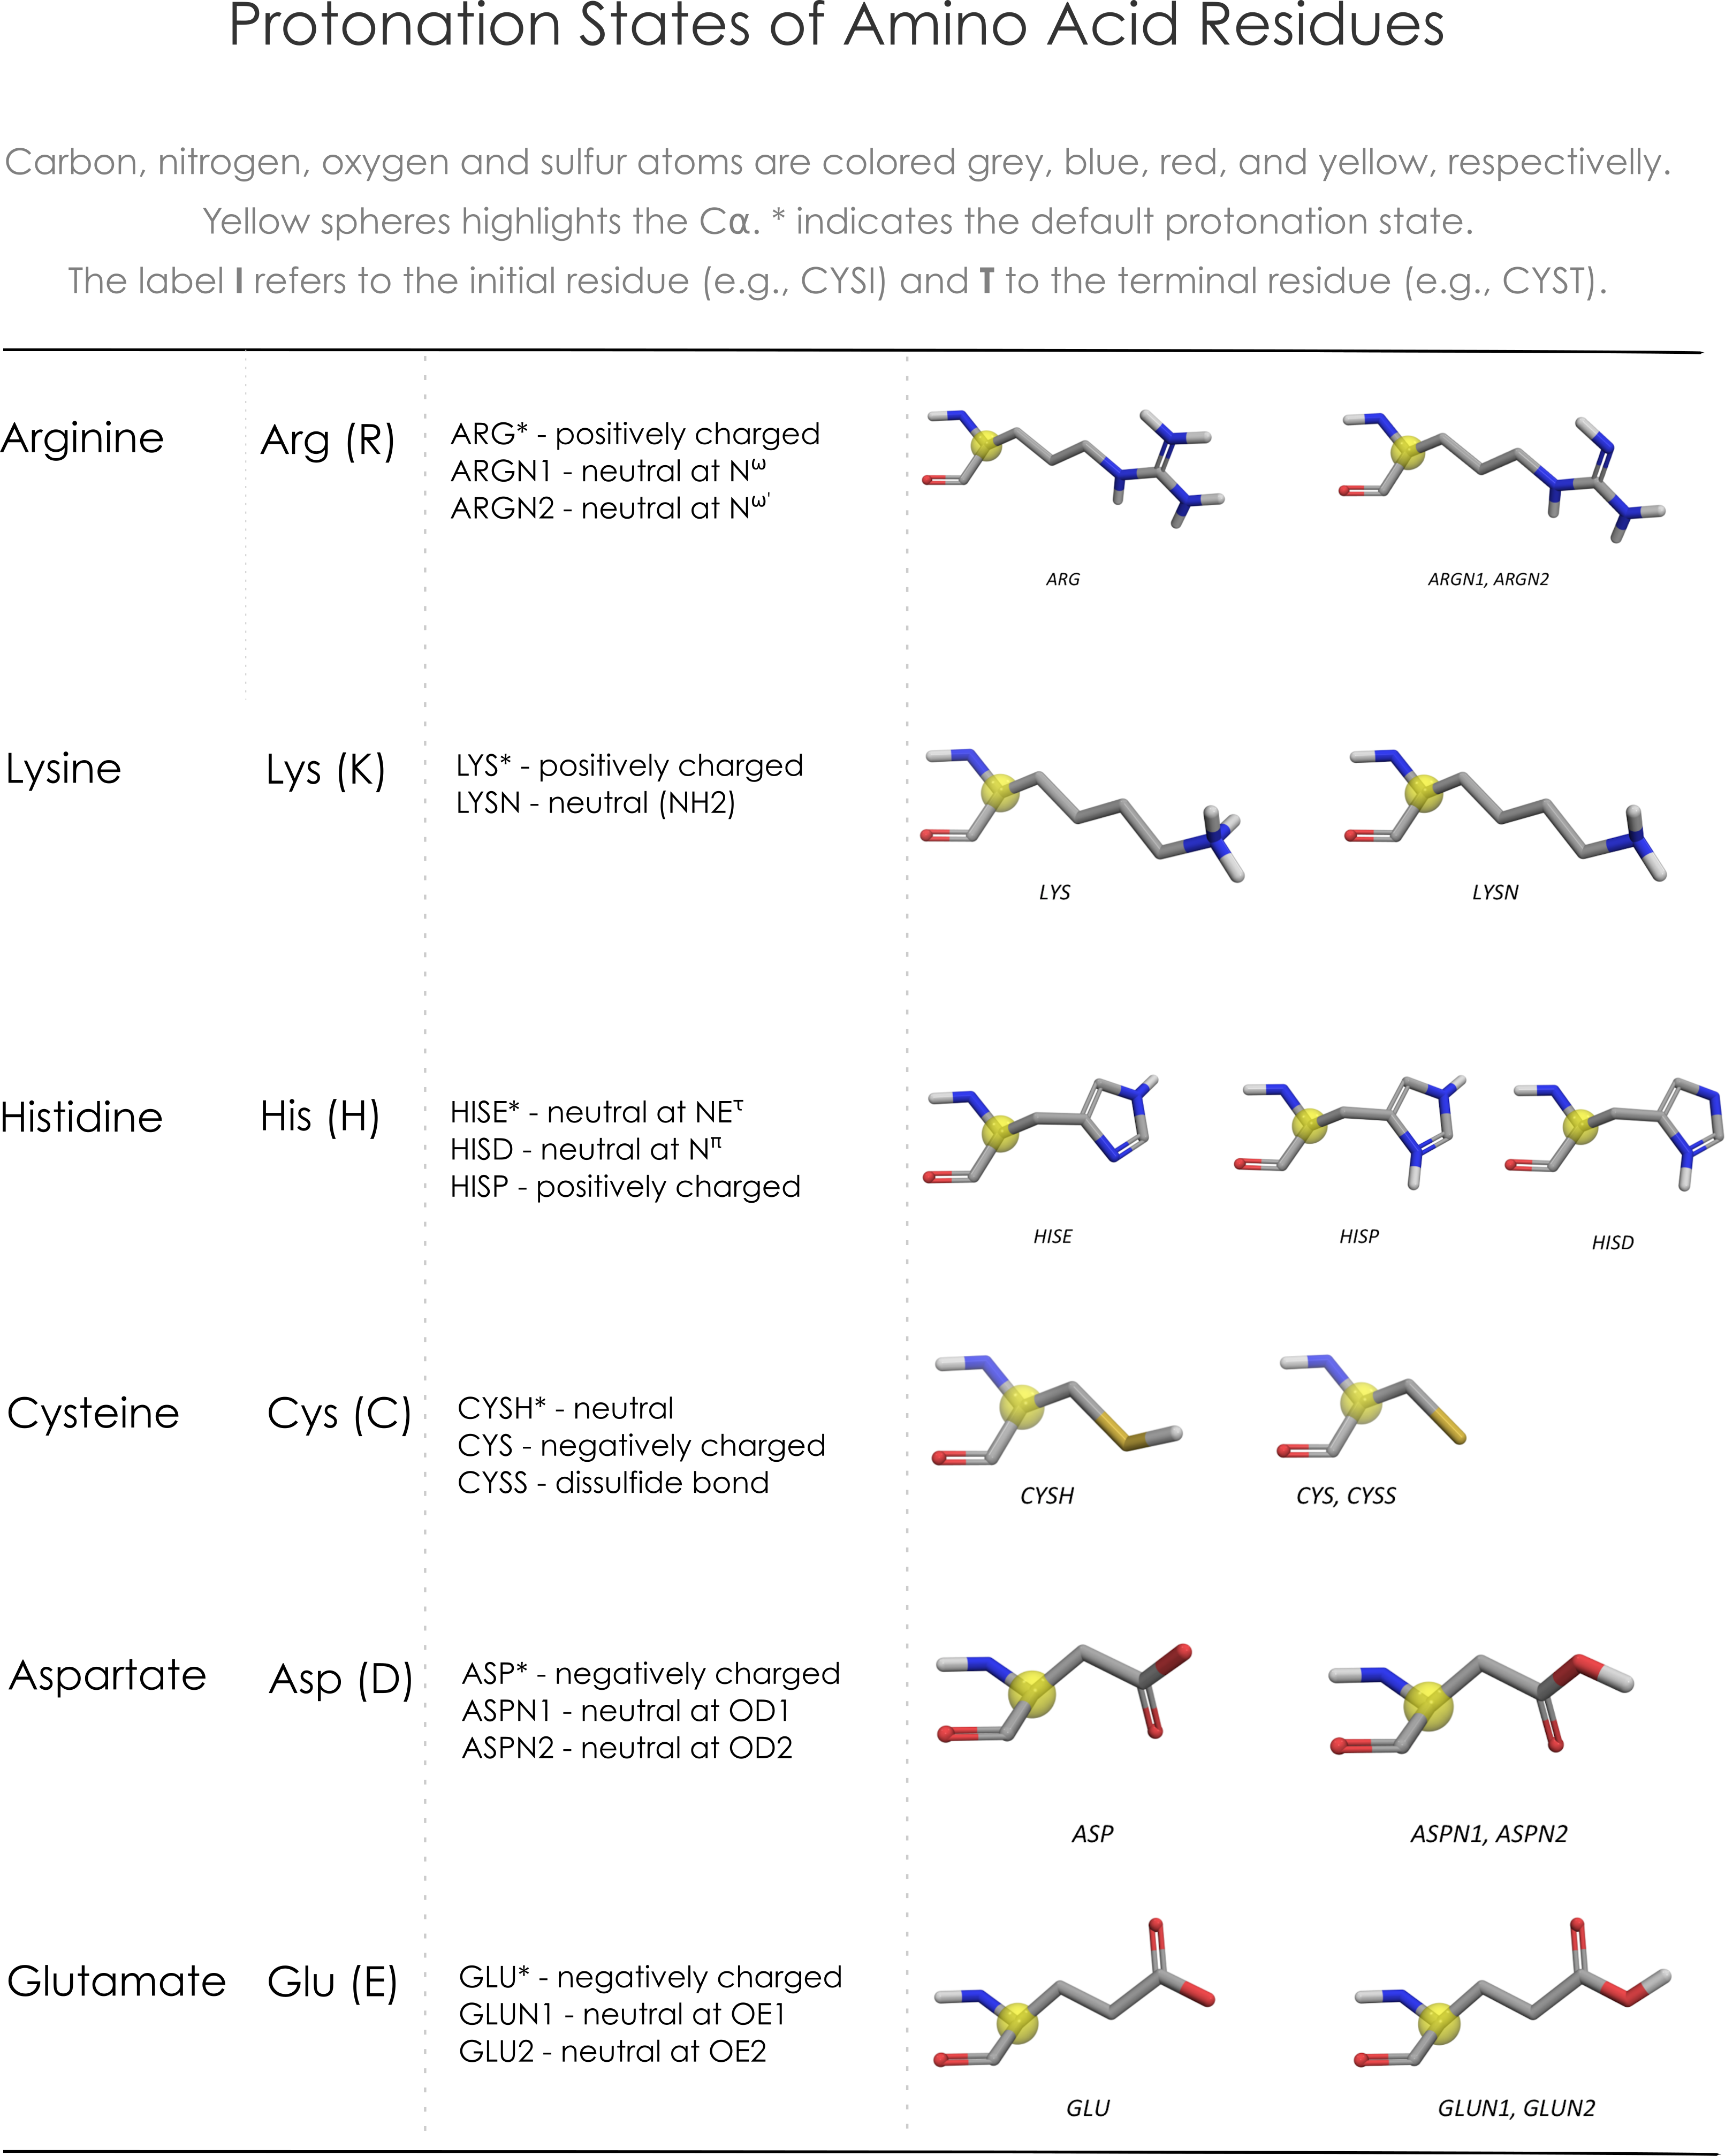 Protonation States of Amino Acid Residues
Carbon, nitrogen, oxygen and sulfur atoms are colored grey, blue, red, and yellow, respectivelly.
Yellow spheres highlights the Cα. * indicates the default protonation state.
The label I refers to the initial residue (e.g., CYSI) and T to the terminal residue (e.g., CYST).
Arginine
Arg (R)
ARG* - positively charged
ARGN1 - neutral at Nω
ARGN2 - neutral at Nω'
ARG
ARGN1, ARGN2
Lysine
Lys (K)
LYS* - positively charged
LYSN - neutral (NH2)
LYS
LYSN
Histidine
His (H)
HISE* - neutral at NEτ
HISD - neutral at Nπ
HISP - positively charged
HISE
HISP
HISD
Cysteine
Cys (C)
CYSH* - neutral
CYS - negatively charged
CYSS - dissulfide bond
CYSH
CYS, CYSS
Aspartate
Asp (D)
ASP* - negatively charged
ASPN1 - neutral at OD1
ASPN2 - neutral at OD2
ASP
ASPN1, ASPN2
Glutamate
Glu (E)
GLU* - negatively charged
GLUN1 - neutral at OE1
GLU2 - neutral at OE2
GLU
GLUN1, GLUN2